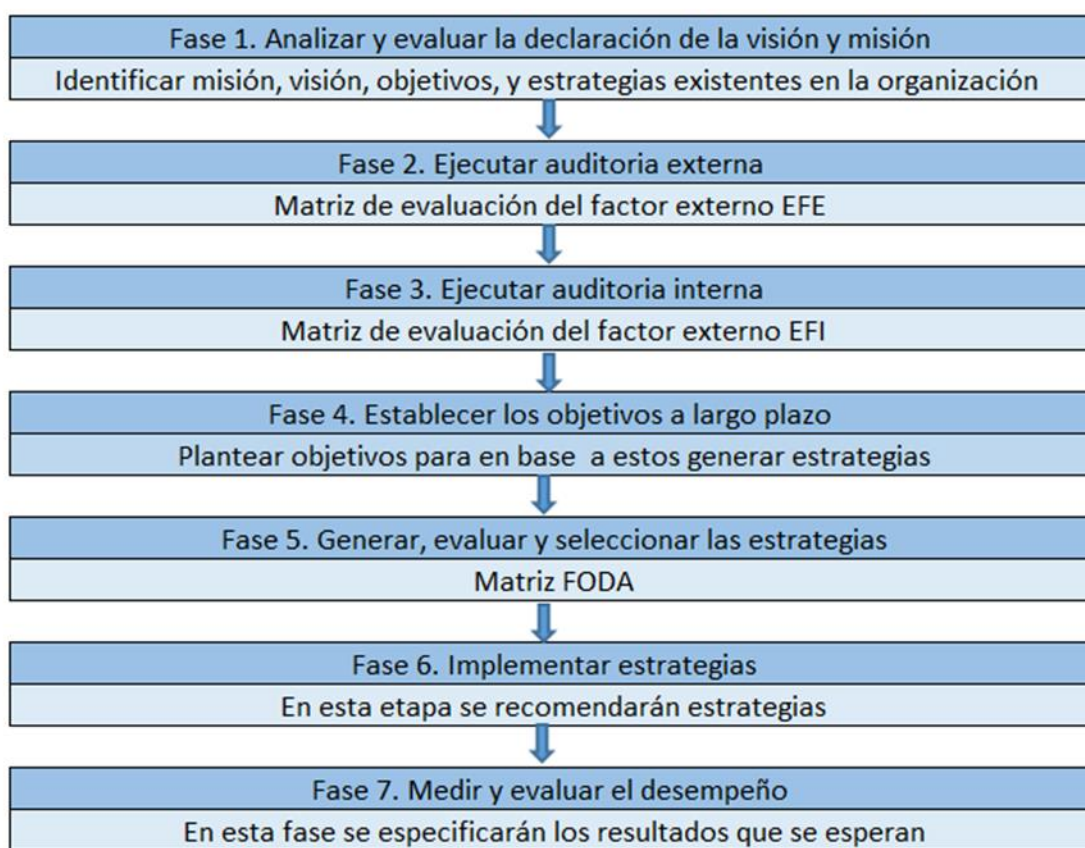 Fase 1. Analizar y evaluar la declaración de la visión y misión
Identificar misión, visión, objetivos, y estrategias existentes en la organización
Fase 2. Ejecutar auditoria externa
Matriz de evaluación del factor externo EFE
Fase 3. Ejecutar auditoria interna
Matriz de evaluación del factor externo EFI
Fase 4. Establecer los objetivos a largo plazo
Plantear objetivos para en base a estos generar estrategias
Fase 5. Generar, evaluar y seleccionar las estrategias
Matriz FODA
Fase 6. Implementar estrategias
En esta etapa se recomendarán estrategias
Fase 7. Medir y evaluar el desempeño
En esta fase se especificarán los resultados que se esperan